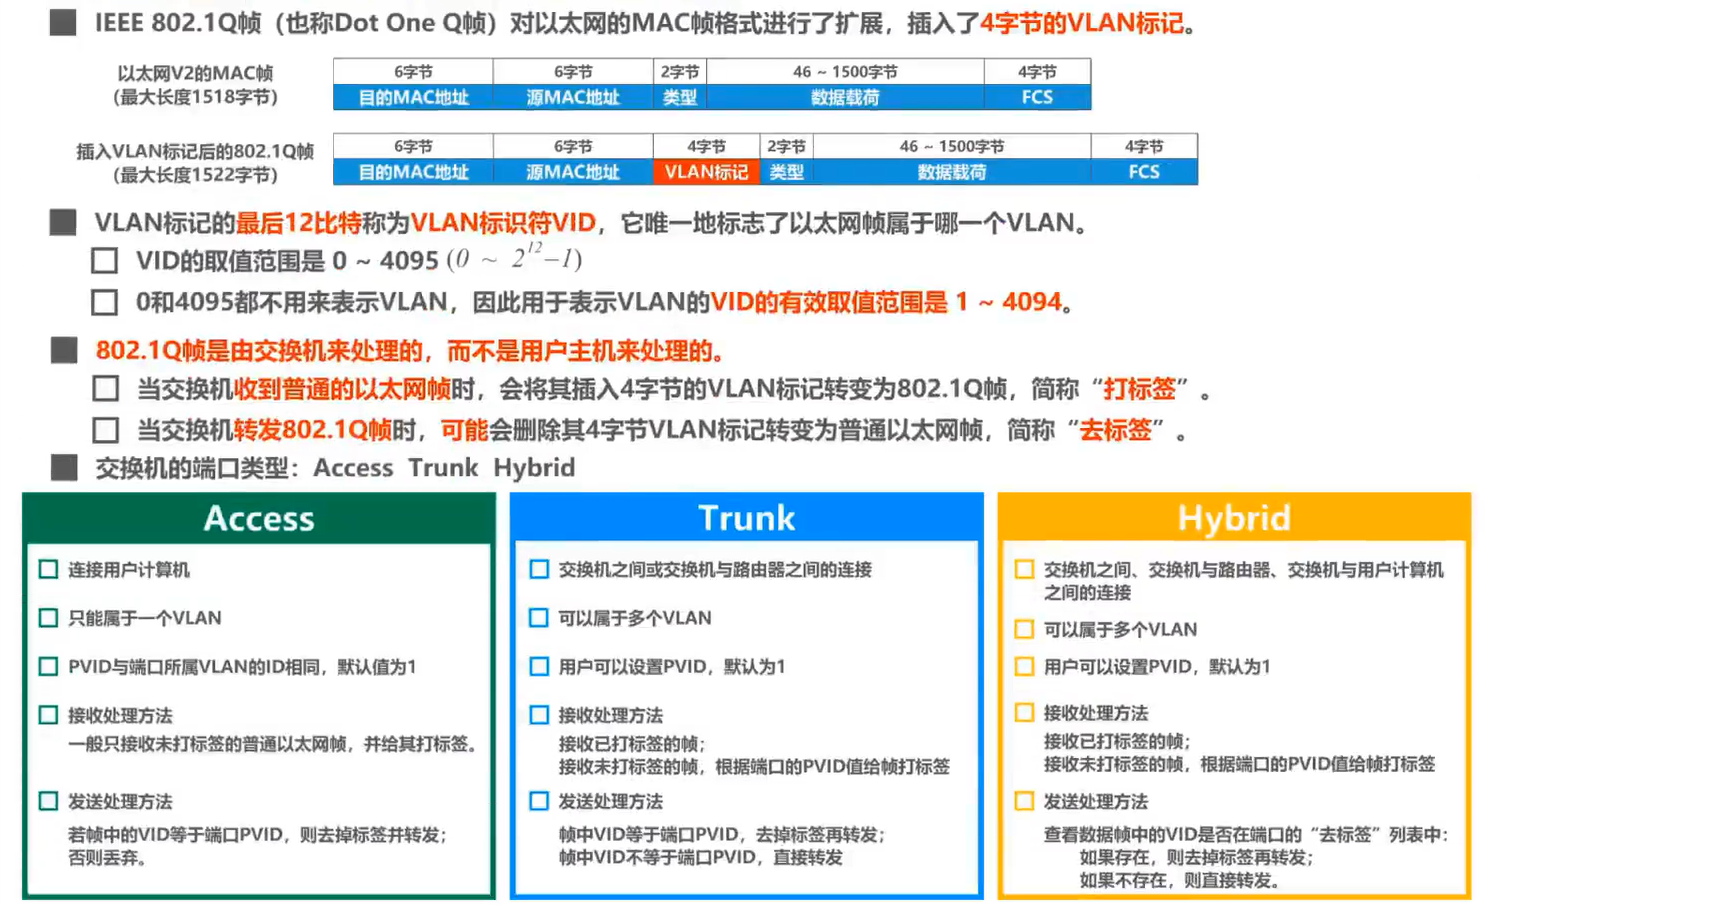 IEEE 802.1Q帧（也称Dot One Q帧）对以太网的MAC帧格式进行了扩展，插入了4字节的VLAN标记。
以太网V2的MAC帧
(最大长度1518字节)
6字节 6字节 2字节 46 ~ 1500字节 4字节
目的MAC地址 源MAC地址 类型 数据载荷 FCS
插入VLAN标记后的802.1Q帧
(最大长度1522字节)
6字节 6字节 4字节 2字节 46 ~ 1500字节 4字节
目的MAC地址 源MAC地址 VLAN标记 类型 数据载荷 FCS
VLAN标记的最后12比特称为VLAN标识符VID，它唯一地标志了以太网帧属于哪一个VLAN。
VID的取值范围是 0 ~ 4095 (0 ~ 2^12−1)
0和4095都不用来表示VLAN，因此用于表示VLAN的VID的有效取值范围是 1 ~ 4094。
802.1Q帧是由交换机来处理的，而不是用户主机来处理的。
当交换机收到普通的以太网帧时，会将其插入4字节的VLAN标记转变为802.1Q帧，简称“打标签”。
当交换机转发802.1Q帧时，可能会删除其4字节VLAN标记转变为普通以太网帧，简称“去标签”。
交换机的端口类型：Access Trunk Hybrid
Access
连接用户计算机
只能属于一个VLAN
PVID与端口所属VLAN的ID相同，默认值为1
接收处理方法
一般只接收未打标签的普通以太网帧，并给其打标签。
发送处理方法
若帧中的VID等于端口PVID，则去掉标签并转发；
否则丢弃。
Trunk
交换机之间或交换机与路由器之间的连接
可以属于多个VLAN
用户可以设置PVID，默认为1
接收处理方法
接收已打标签的帧；
接收未打标签的帧，根据端口的PVID值给帧打标签
发送处理方法
帧中VID等于端口PVID，去掉标签再转发；
帧中VID不等于端口PVID，直接转发
Hybrid
交换机之间、交换机与路由器、交换机与用户计算机
之间的连接
可以属于多个VLAN
用户可以设置PVID，默认为1
接收处理方法
接收已打标签的帧；
接收未打标签的帧，根据端口的PVID值给帧打标签
发送处理方法
查看数据帧中的VID是否在端口的“去标签”列表中：
如果存在，则去掉标签再转发；
如果不存在，则直接转发。